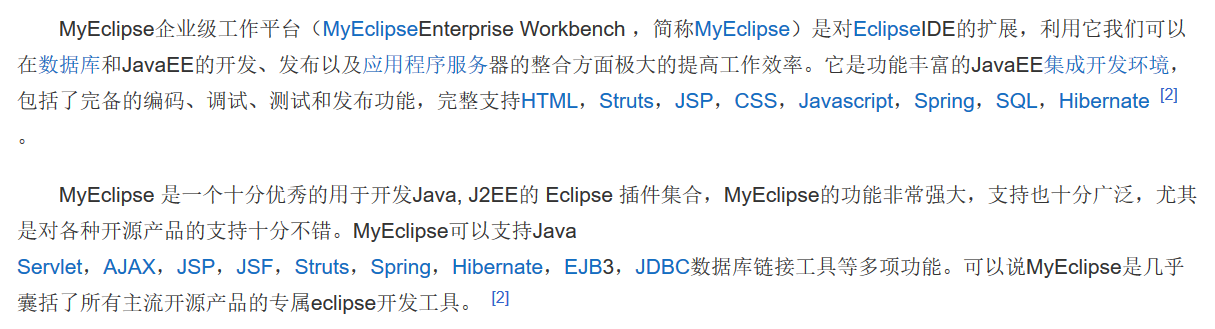 MyEclipse企业级工作平台（MyEclipseEnterprise Workbench ，简称MyEclipse）是对EclipseIDE的扩展，利用它我们可以
在数据库和JavaEE的开发、发布以及应用程序服务器的整合方面极大的提高工作效率。它是功能丰富的JavaEE集成开发环境，
包括了完备的编码、调试、测试和发布功能，完整支持HTML，Struts，JSP，CSS，Javascript，Spring，SQL，Hibernate [2]
。
MyEclipse 是一个十分优秀的用于开发Java, J2EE的 Eclipse 插件集合，MyEclipse的功能非常强大，支持也十分广泛，尤其
是对各种开源产品的支持十分不错。MyEclipse可以支持Java
Servlet，AJAX，JSP，JSF，Struts，Spring，Hibernate，EJB3，JDBC数据库链接工具等多项功能。可以说MyEclipse是几乎
囊括了所有主流开源产品的专属eclipse开发工具。 [2]